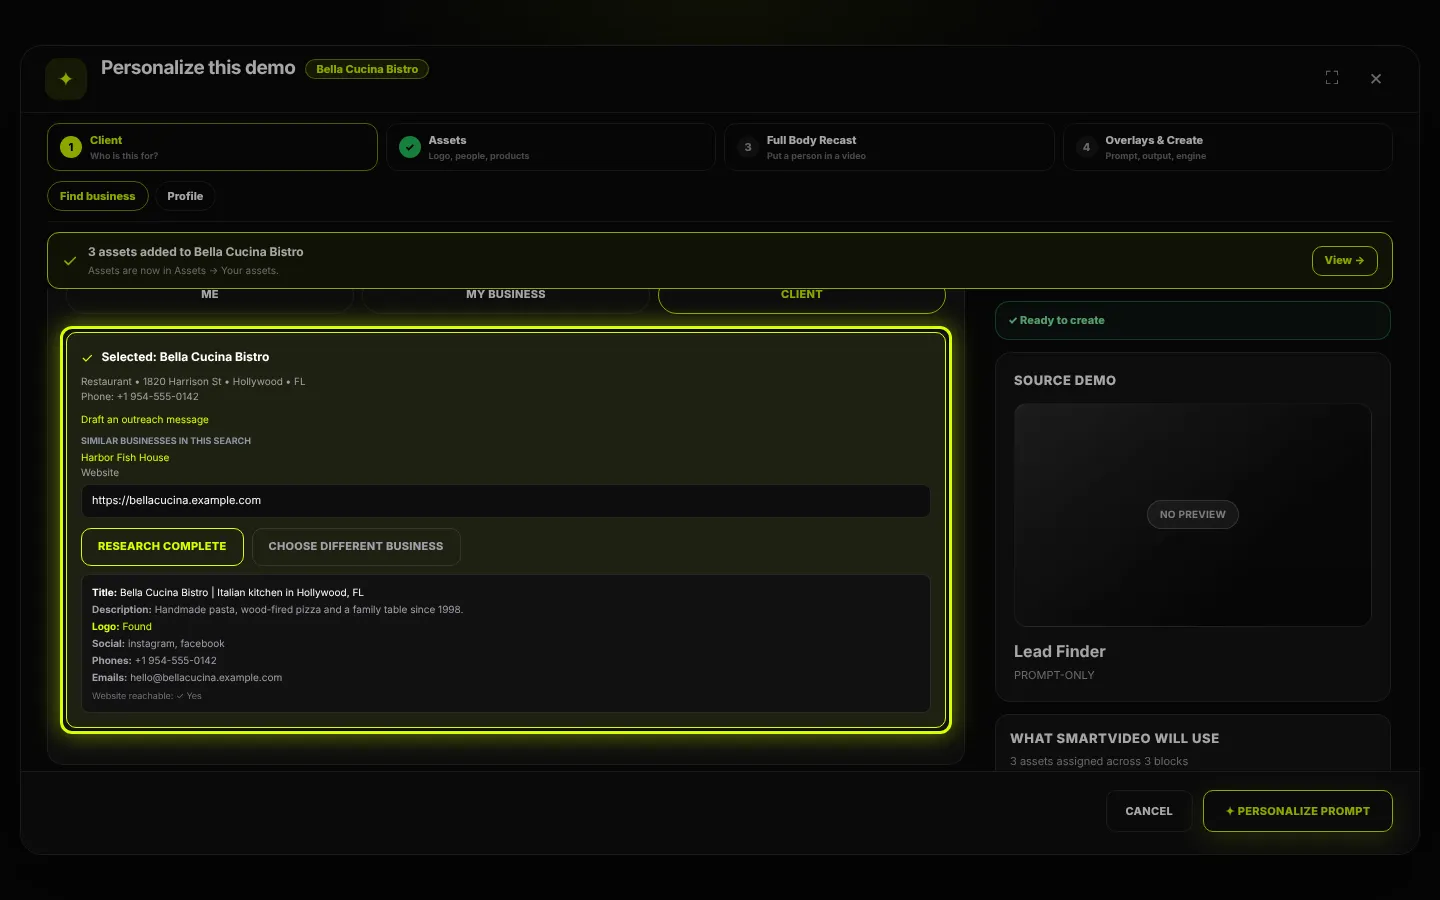 Personalize this demo
Bella Cucina Bistro
1
Client
Who is this for?
Assets
Logo, people, products
3
Full Body Recast
Put a person in a video
4
Overlays & Create
Prompt, output, engine
Find business
Profile
3 assets added to Bella Cucina Bistro
Assets are now in Assets → Your assets.
View →
ME
MY BUSINESS
CLIENT
Selected: Bella Cucina Bistro
Restaurant • 1820 Harrison St • Hollywood • FL
Phone: +1 954-555-0142
Draft an outreach message
SIMILAR BUSINESSES IN THIS SEARCH
Harbor Fish House
Website
https://bellacucina.example.com
RESEARCH COMPLETE
CHOOSE DIFFERENT BUSINESS
Title: Bella Cucina Bistro | Italian kitchen in Hollywood, FL
Description: Handmade pasta, wood-fired pizza and a family table since 1998.
Logo: Found
Social: instagram, facebook
Phones: +1 954-555-0142
Emails: hello@bellacucina.example.com
Website reachable: ✓ Yes
✓ Ready to create
SOURCE DEMO
NO PREVIEW
Lead Finder
PROMPT-ONLY
WHAT SMARTVIDEO WILL USE
3 assets assigned across 3 blocks
CANCEL
✦ PERSONALIZE PROMPT